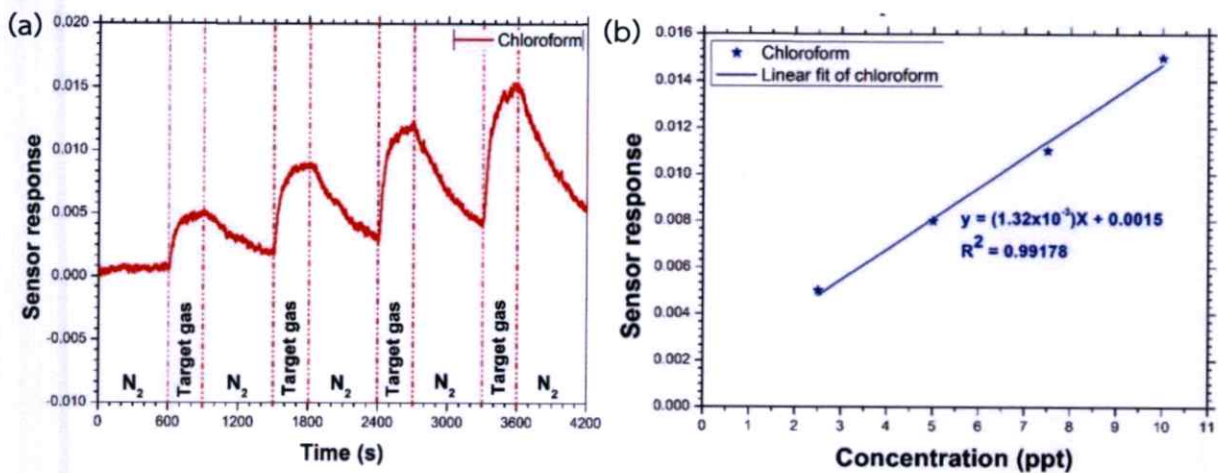 (a)
0.020
0.015
0.010
0.005
0.000
-0.005
-0.010
Sensor response
Chloroform
N2
Target gas
N2
Target gas
N2
Target gas
N2
Target gas
N2
0
600
1200
1800
2400
3000
3600
4200
Time (s)
(b)
0.016
0.014
0.012
0.010
0.008
0.006
0.004
0.002
0.000
Sensor response
Chloroform
Linear fit of chloroform
y = (1.32x10⁻³)X + 0.0015
R² = 0.99178
0
1
2
3
4
5
6
7
8
9
10
11
Concentration (ppt)